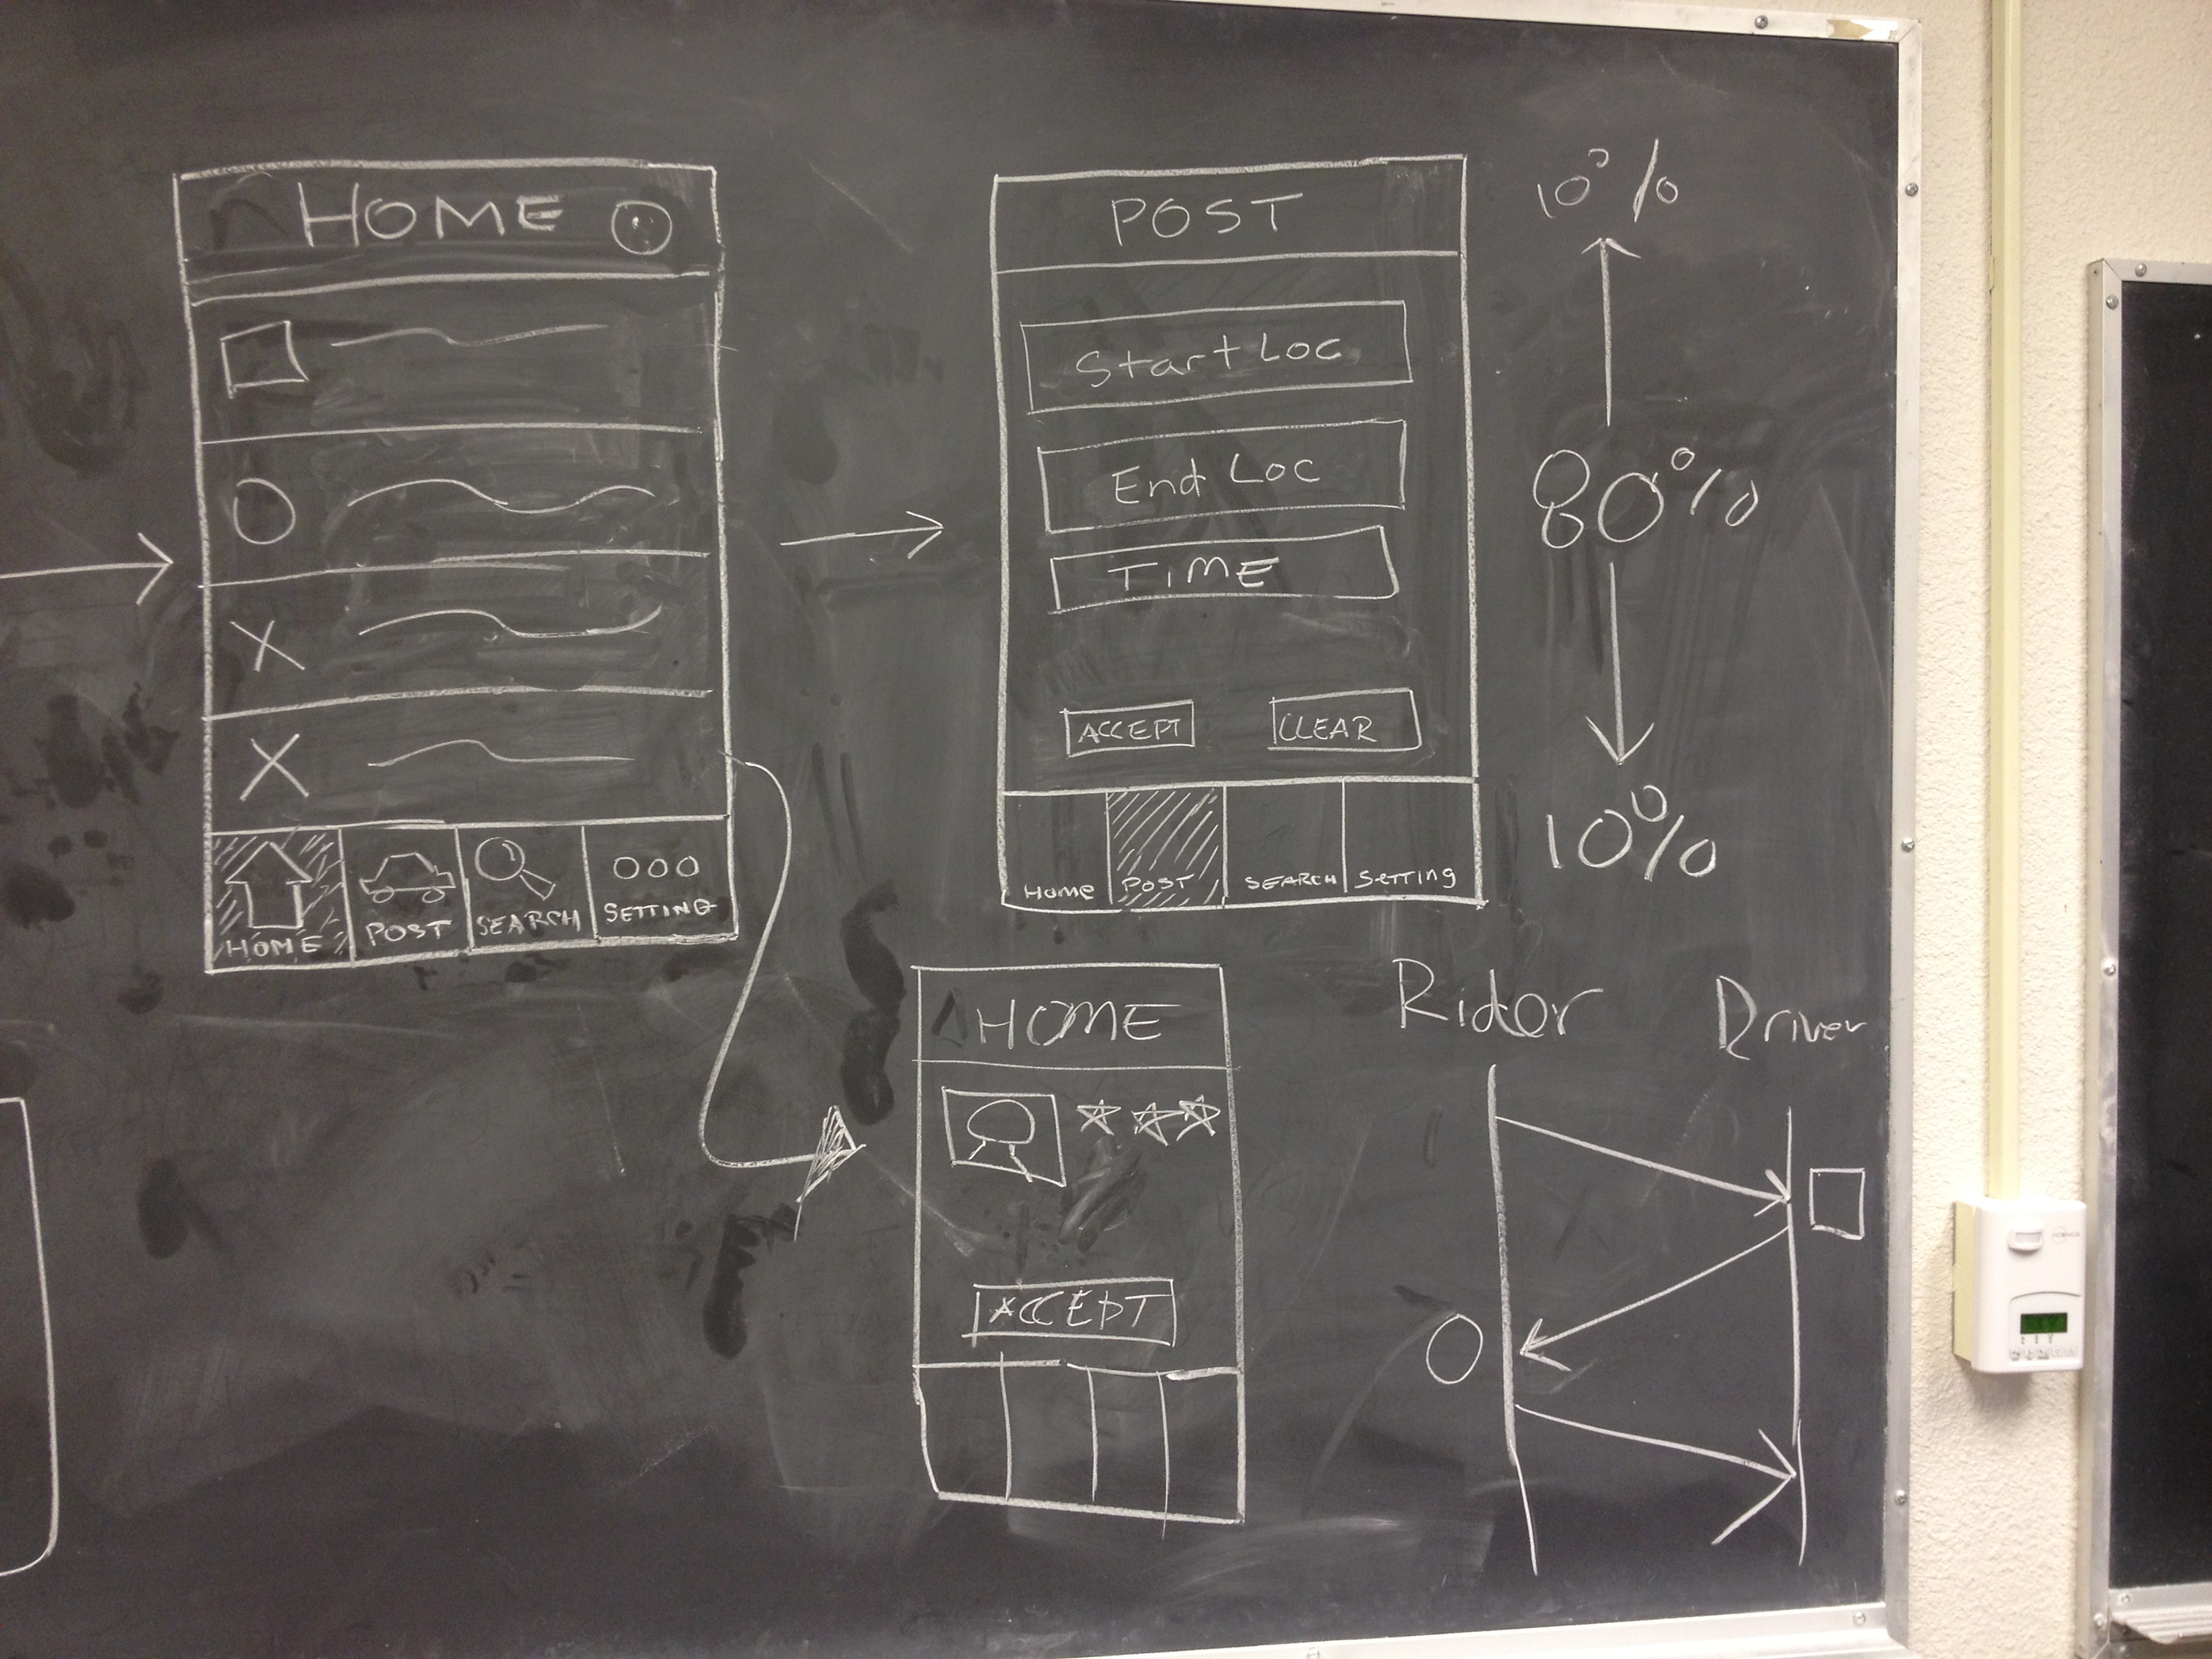 HOME
HOME
POST
SEARCH
SETTING
POST
Start Loc
End Loc
TIME
ACCEPT
CLEAR
Home
POST
SEARCH
Setting
10%
80%
10%
HOME
ACCEPT
Rider
Driver